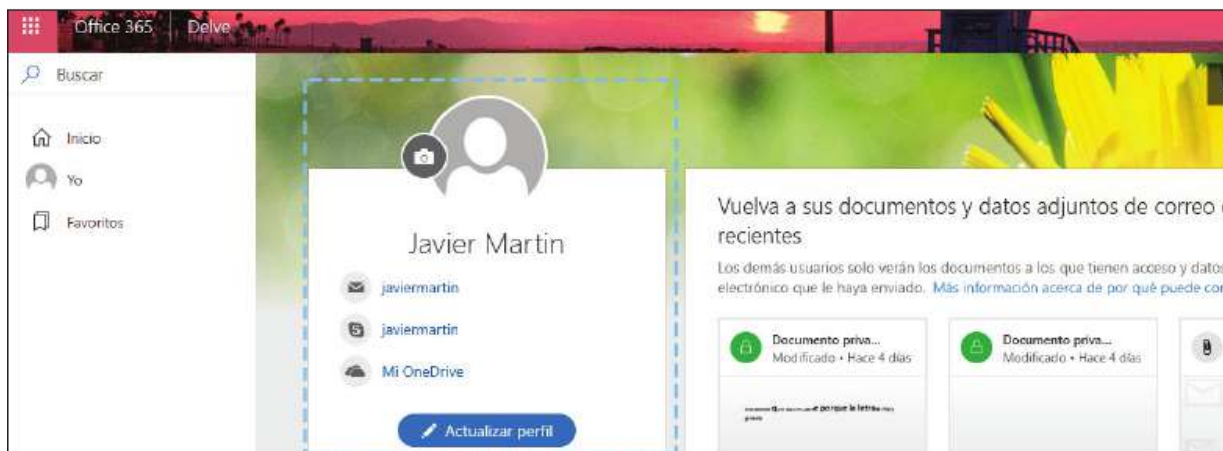 Office 365
Delve
Buscar
Inicio
Yo
Favoritos
Javier Martin
javiermartin
javiermartin
Mi OneDrive
Actualizar perfil
Vuelva a sus documentos y datos adjuntos de correo
recientes
Los demás usuarios solo verán los documentos a los que tienen acceso y datos
electrónico que le haya enviado. Más información acerca de por qué puede
Documento priva...
Modificado • Hace 4 días
porque la letra
Documento priva...
Modificado • Hace 4 días